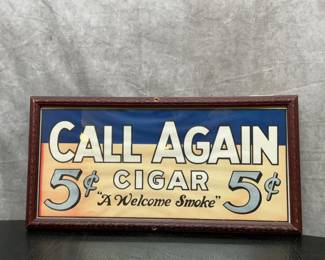 CALL AGAIN
5¢ CIGAR 5¢
"A Welcome Smoke"